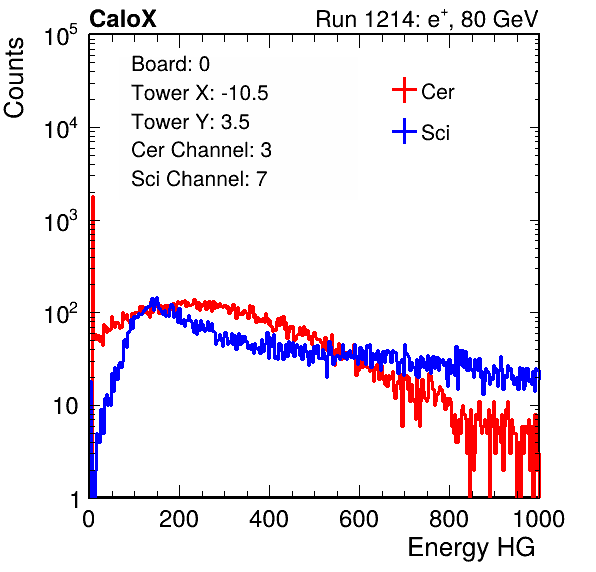 CaloX Run 1214: e⁺, 80 GeV
Counts
10⁵
10⁴
10³
10²
10
1
Board: 0
Tower X: -10.5
Tower Y: 3.5
Cer Channel: 3
Sci Channel: 7
Cer
Sci
0 200 400 600 800 1000
Energy HG